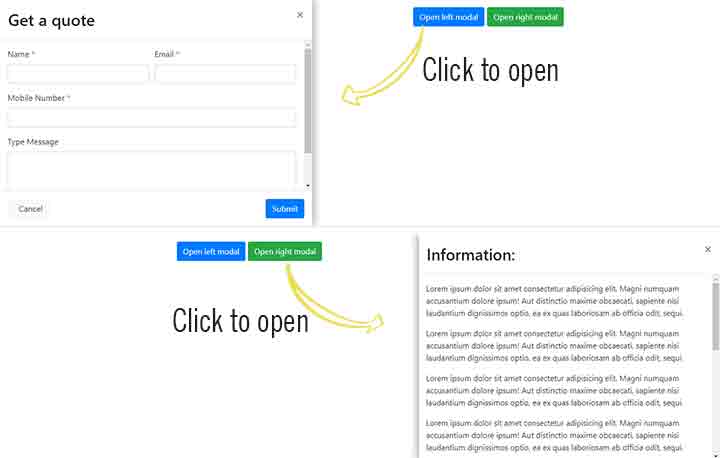 Get a quote ×
Name * Email *
Mobile Number *
Type Message
Cancel Submit
Open left modal Open right modal
Click to open
Open left modal Open right modal
Click to open
Information: ×
Lorem ipsum dolor sit amet consectetur adipisicing elit. Magni numquam
accusantium dolore ipsum! Aut distinctio maxime obcaecati, sapiente nisi
laudantium dignissimos optio, ea ex quas laboriosam ab officia odit, sequi.
Lorem ipsum dolor sit amet consectetur adipisicing elit. Magni numquam
accusantium dolore ipsum! Aut distinctio maxime obcaecati, sapiente nisi
laudantium dignissimos optio, ea ex quas laboriosam ab officia odit, sequi.
Lorem ipsum dolor sit amet consectetur adipisicing elit. Magni numquam
accusantium dolore ipsum! Aut distinctio maxime obcaecati, sapiente nisi
laudantium dignissimos optio, ea ex quas laboriosam ab officia odit, sequi.
Lorem ipsum dolor sit amet consectetur adipisicing elit. Magni numquam
accusantium dolore ipsum! Aut distinctio maxime obcaecati, sapiente nisi
laudantium dignissimos optio, ea ex quas laboriosam ab officia odit, sequi.